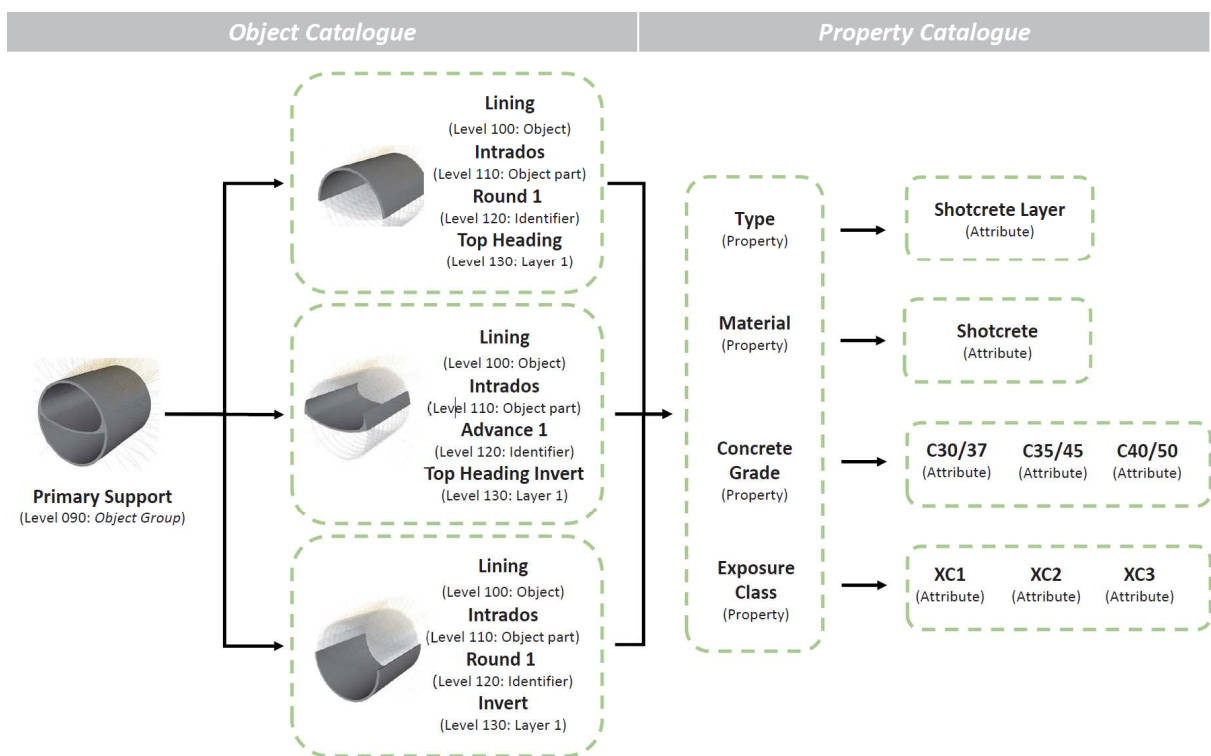 Object Catalogue
Property Catalogue
Primary Support
(Level 090: Object Group)
Lining
(Level 100: Object)
Intrados
(Level 110: Object part)
Round 1
(Level 120: Identifier)
Top Heading
(Level 130: Layer 1)
Lining
(Level 100: Object)
Intrados
(Level 110: Object part)
Advance 1
(Level 120: Identifier)
Top Heading Invert
(Level 130: Layer 1)
Lining
(Level 100: Object)
Intrados
(Level 110: Object part)
Round 1
(Level 120: Identifier)
Invert
(Level 130: Layer 1)
Type
(Property)
Shotcrete Layer
(Attribute)
Material
(Property)
Shotcrete
(Attribute)
Concrete
Grade
(Property)
C30/37 C35/45 C40/50
(Attribute) (Attribute) (Attribute)
Exposure
Class
(Property)
XC1 XC2 XC3
(Attribute) (Attribute) (Attribute)